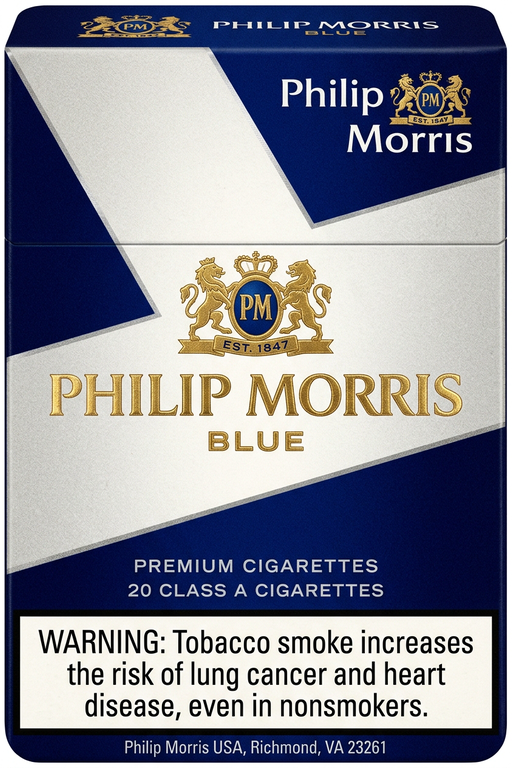 PM
PHILIP MORRIS
BLUE
Philip
PM
EST. 1847
Morris
PM
EST. 1847
PHILIP MORRIS
BLUE
PREMIUM CIGARETTES
20 CLASS A CIGARETTES
WARNING: Tobacco smoke increases
the risk of lung cancer and heart
disease, even in nonsmokers.
Philip Morris USA, Richmond, VA 23261